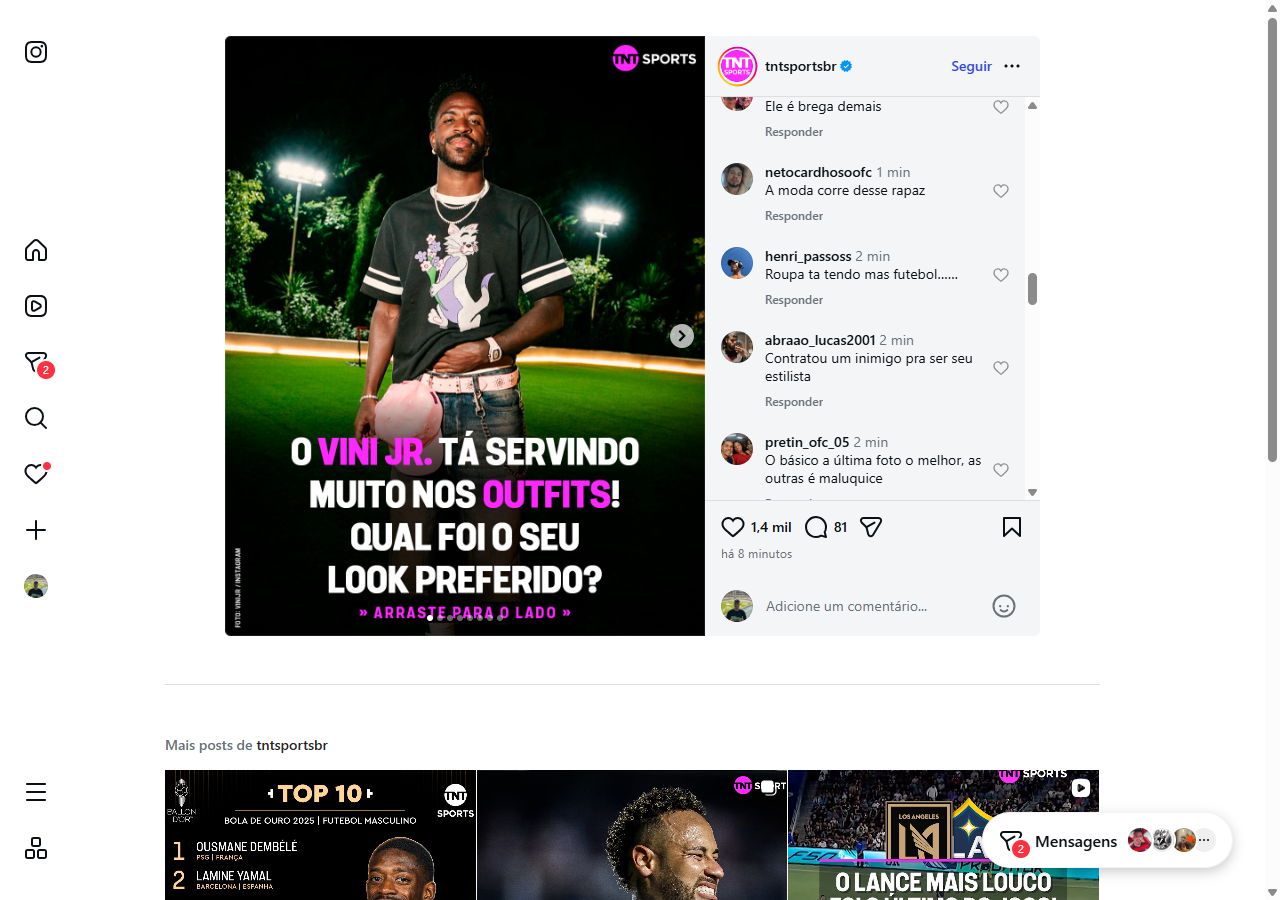 TNT SPORTS
O VINI JR. TÁ SERVINDO
MUITO NOS OUTFITS!
QUAL FOI O SEU
LOOK PREFERIDO?
» ARRASTE PARA O LADO »
FOTO: VINIJR / INSTAGRAM
TNT SPORTS
tntsportsbr
Seguir
Ele é brega demais
Responder
netocardhosoofc 1 min
A moda corre desse rapaz
Responder
henri_passoss 2 min
Roupa ta tendo mas futebol......
Responder
abraao_lucas2001 2 min
Contratou um inimigo pra ser seu
estilista
Responder
pretin_ofc_05 2 min
O básico a última foto o melhor, as
outras é maluquice
1,4 mil
81
há 8 minutos
Adicione um comentário...
2
Mais posts de tntsportsbr
BALLON D'OR
TOP 10
BOLA DE OURO 2025 | FUTEBOL MASCULINO
TNT SPORTS
1 OUSMANE DEMBÉLÉ
PSG | FRANÇA
2 LAMINE YAMAL
BARCELONA | ESPANHA
TNT
TNT SPORTS
LOS ANGELES
LA
O LANCE MAIS LOUCO
2
Mensagens